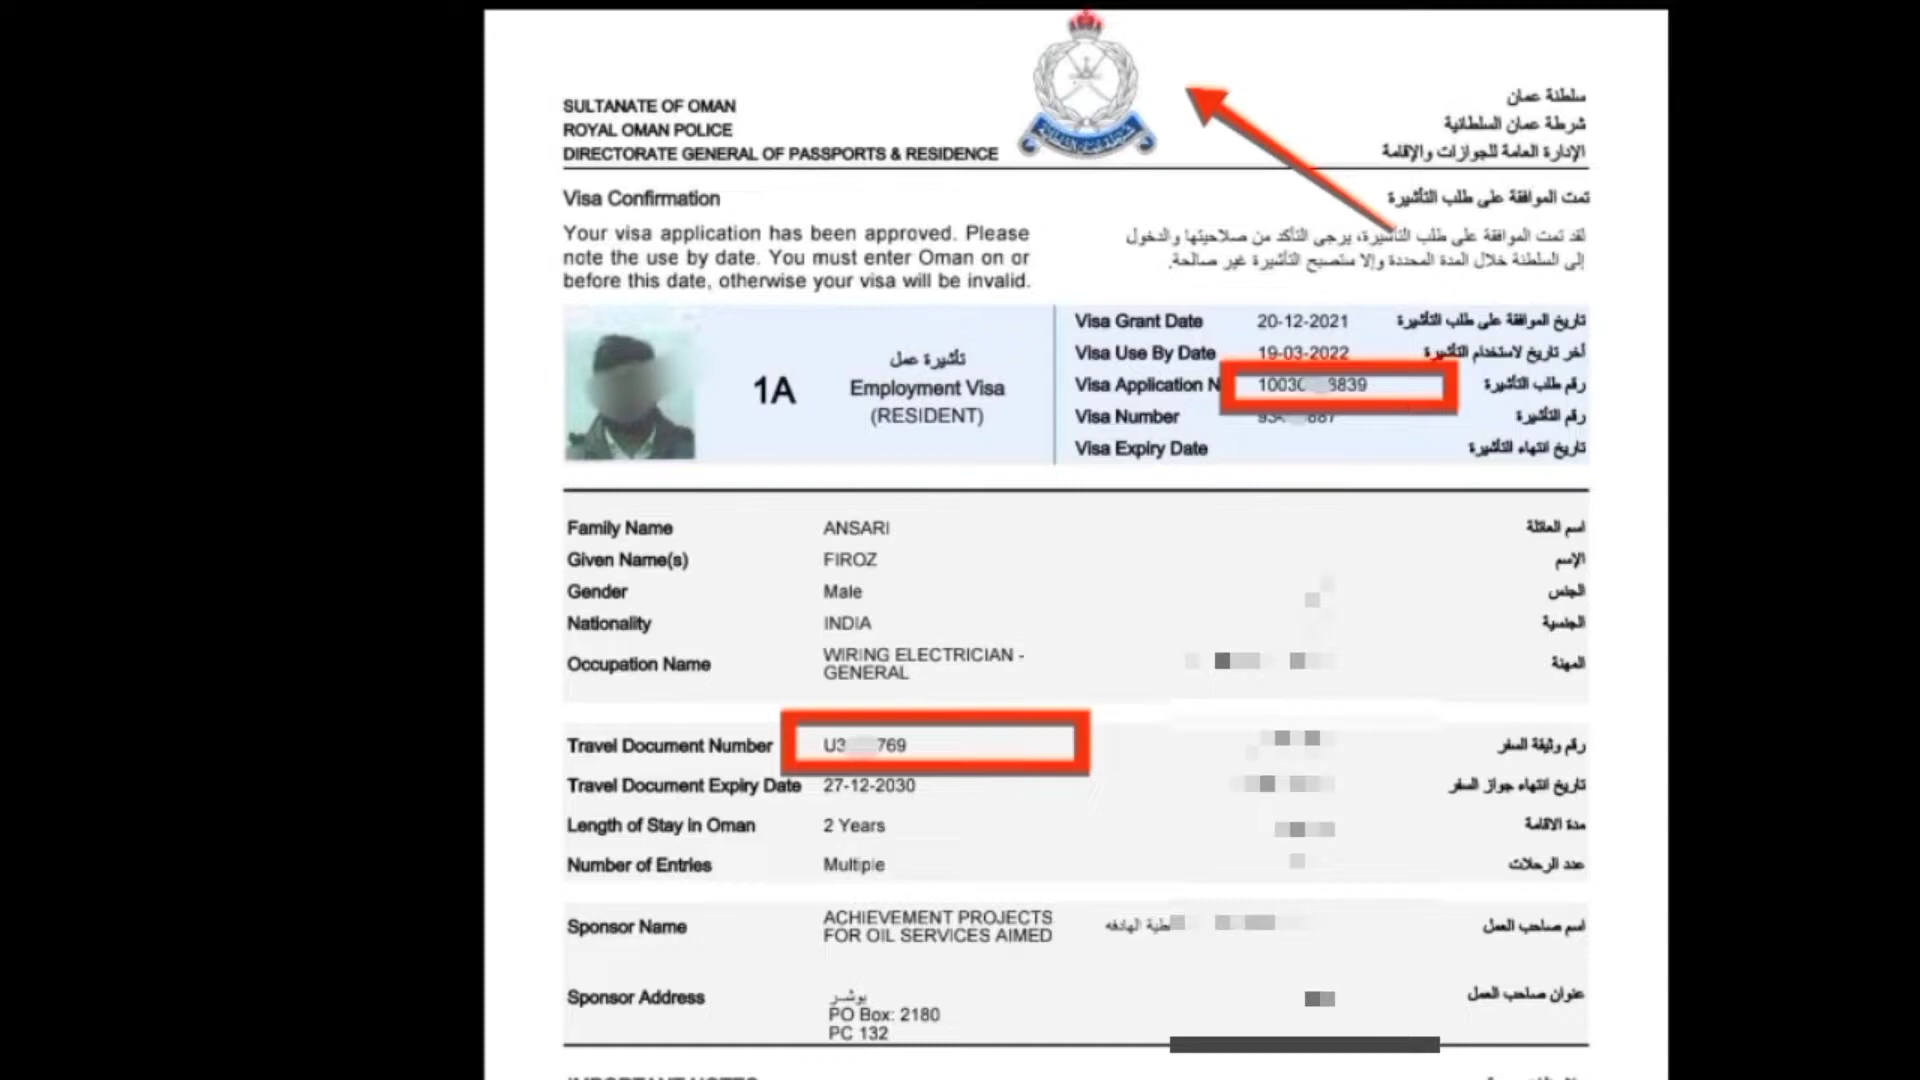 SULTANATE OF OMAN
ROYAL OMAN POLICE
DIRECTORATE GENERAL OF PASSPORTS & RESIDENCE
سلطنة عمان
شرطة عمان السلطانية
الإدارة العامة للجوازات والإقامة
Visa Confirmation
تمت الموافقة على طلب التأشيرة
Your visa application has been approved. Please
note the use by date. You must enter Oman on or
before this date, otherwise your visa will be invalid.
لقد تمت الموافقة على طلب التأشيرة، يرجى التأكد من صلاحيتها والدخول
إلى السلطنة خلال المدة المحددة وإلا ستصبح التأشيرة غير صالحة.
1A
تأشيرة عمل
Employment Visa
(RESIDENT)
Visa Grant Date 20-12-2021 تاريخ الموافقة على طلب التأشيرة
Visa Use By Date 19-03-2022 أخر تاريخ لاستخدام التأشيرة
Visa Application N 1003 3839 رقم طلب التأشيرة
Visa Number 93 887 رقم التأشيرة
Visa Expiry Date تاريخ انتهاء التأشيرة
Family Name ANSARI اسم العائلة
Given Name(s) FIROZ الإسم
Gender Male الجنس
Nationality INDIA الجنسية
Occupation Name WIRING ELECTRICIAN - GENERAL المهنة
Travel Document Number U3 769 رقم وثيقة السفر
Travel Document Expiry Date 27-12-2030 تاريخ انتهاء جواز السفر
Length of Stay in Oman 2 Years مدة الاقامة
Number of Entries Multiple عدد الرحلات
Sponsor Name ACHIEVEMENT PROJECTS FOR OIL SERVICES AIMED الهادفه اسم صاحب العمل
Sponsor Address بوشر عنوان صاحب العمل
PO Box: 2180
PC 132